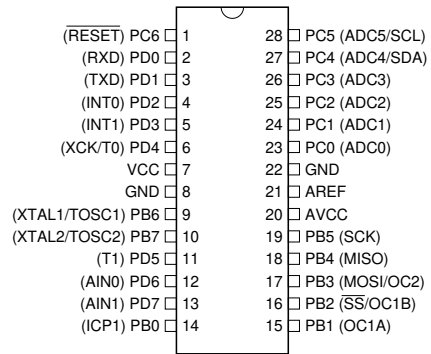 (RESET) PC6 1 28 PC5 (ADC5/SCL)
(RXD) PD0 2 27 PC4 (ADC4/SDA)
(TXD) PD1 3 26 PC3 (ADC3)
(INT0) PD2 4 25 PC2 (ADC2)
(INT1) PD3 5 24 PC1 (ADC1)
(XCK/T0) PD4 6 23 PC0 (ADC0)
VCC 7 22 GND
GND 8 21 AREF
(XTAL1/TOSC1) PB6 9 20 AVCC
(XTAL2/TOSC2) PB7 10 19 PB5 (SCK)
(T1) PD5 11 18 PB4 (MISO)
(AIN0) PD6 12 17 PB3 (MOSI/OC2)
(AIN1) PD7 13 16 PB2 (SS/OC1B)
(ICP1) PB0 14 15 PB1 (OC1A)